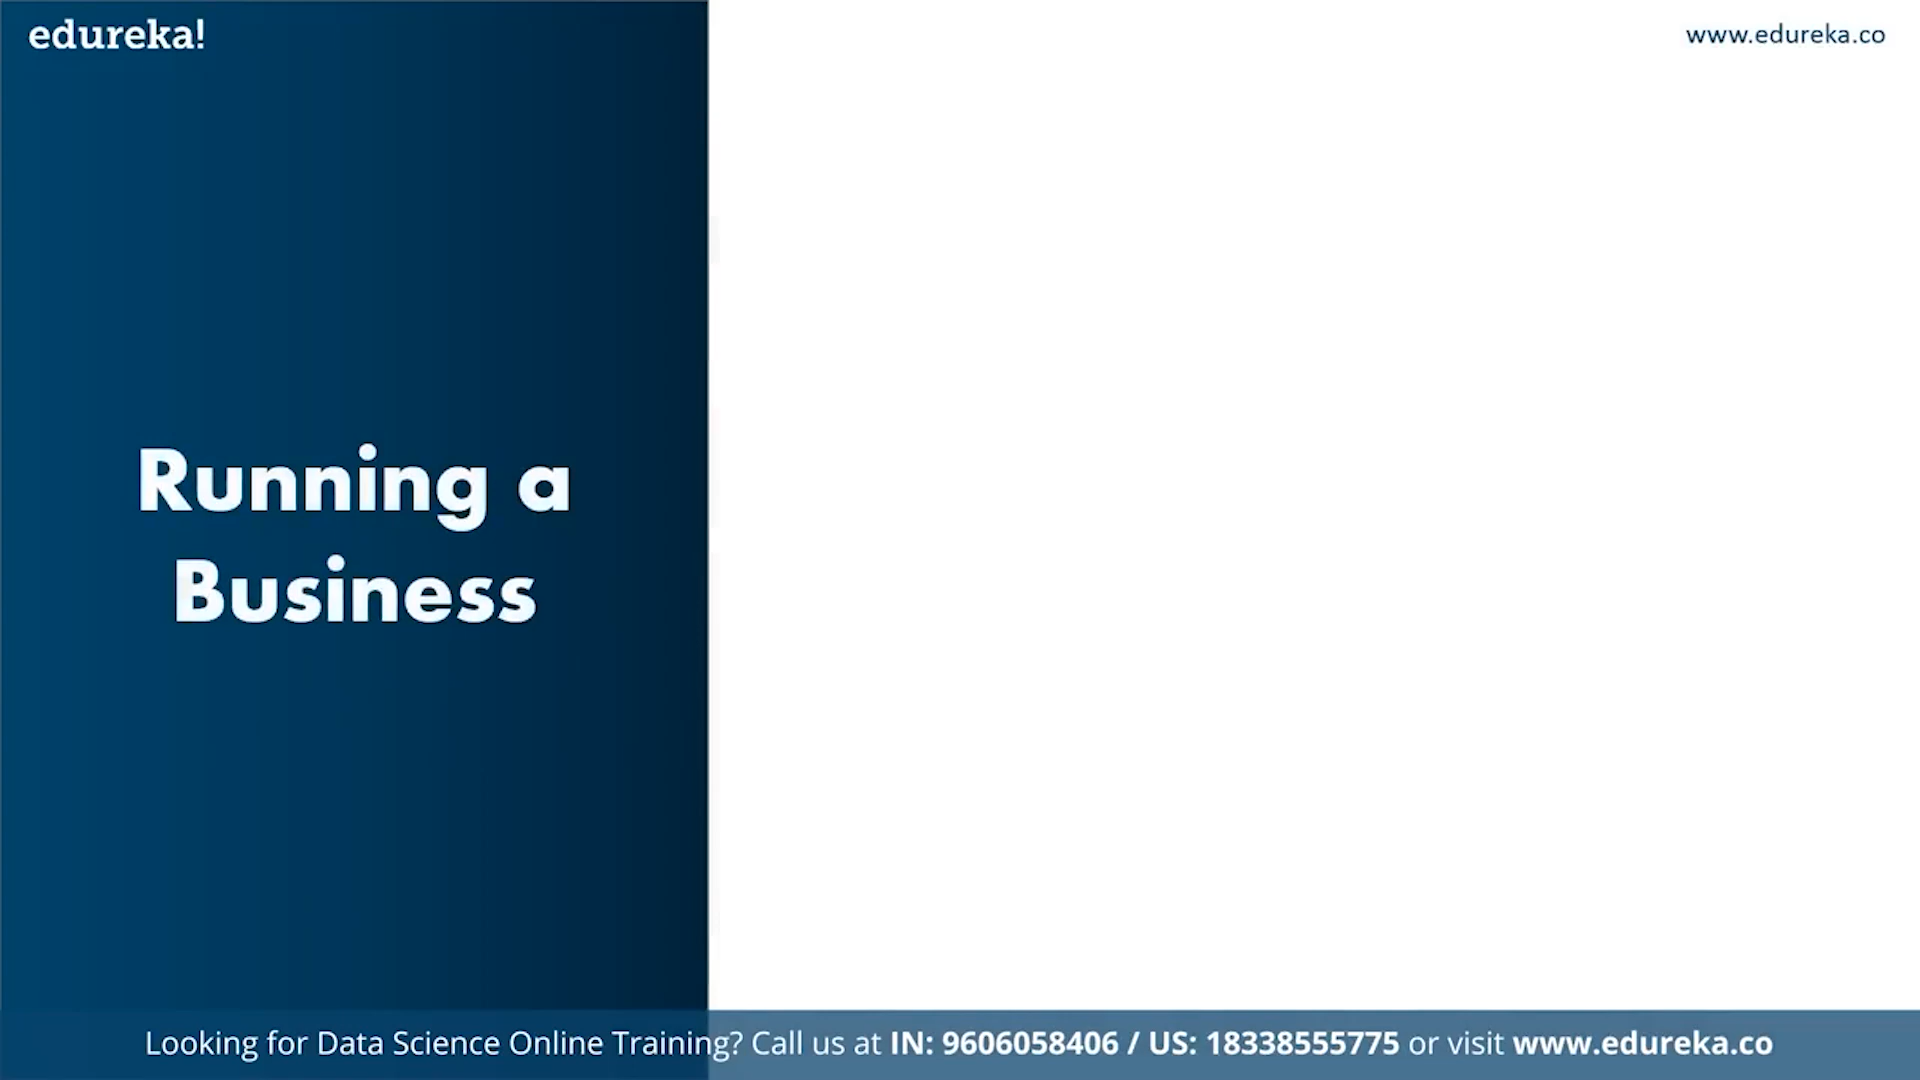 edureka!
www.edureka.co
Running a
Business
Looking for Data Science Online Training? Call us at IN: 9606058406 / US: 18338555775 or visit www.edureka.co